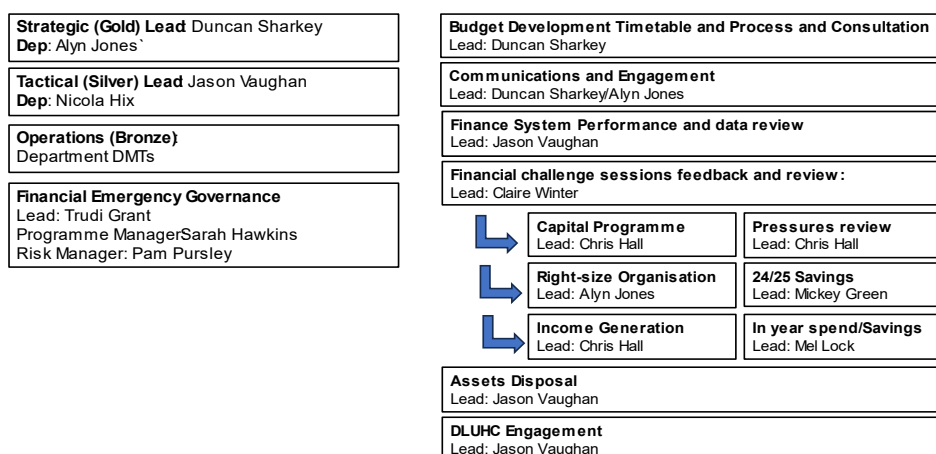 Strategic (Gold) Lead: Duncan Sharkey
Dep: Alyn Jones`
Tactical (Silver) Lead: Jason Vaughan
Dep: Nicola Hix
Operations (Bronze):
Department DMTs
Financial Emergency Governance
Lead: Trudi Grant
Programme Manager: Sarah Hawkins
Risk Manager: Pam Pursley
Budget Development Timetable and Process and Consultation
Lead: Duncan Sharkey
Communications and Engagement
Lead: Duncan Sharkey/Alyn Jones
Finance System Performance and data review
Lead: Jason Vaughan
Financial challenge sessions feedback and review:
Lead: Claire Winter
Capital Programme
Lead: Chris Hall
Pressures review
Lead: Chris Hall
Right-size Organisation
Lead: Alyn Jones
24/25 Savings
Lead: Mickey Green
Income Generation
Lead: Chris Hall
In year spend/Savings
Lead: Mel Lock
Assets Disposal
Lead: Jason Vaughan
DLUHC Engagement
Lead: Jason Vaughan